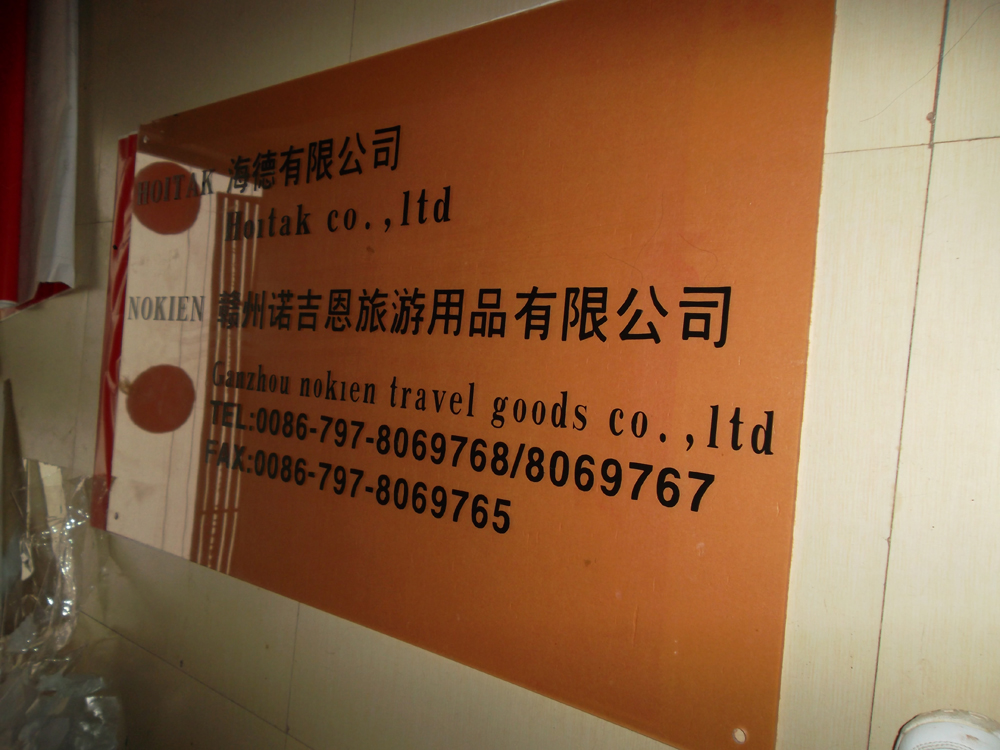 HOITAK 海德有限公司
Hoitak co.,ltd
NOKIEN 赣州诺吉恩旅游用品有限公司
Ganzhou nokien travel goods co.,ltd
TEL:0086-797-8069768/8069767
FAX:0086-797-8069765